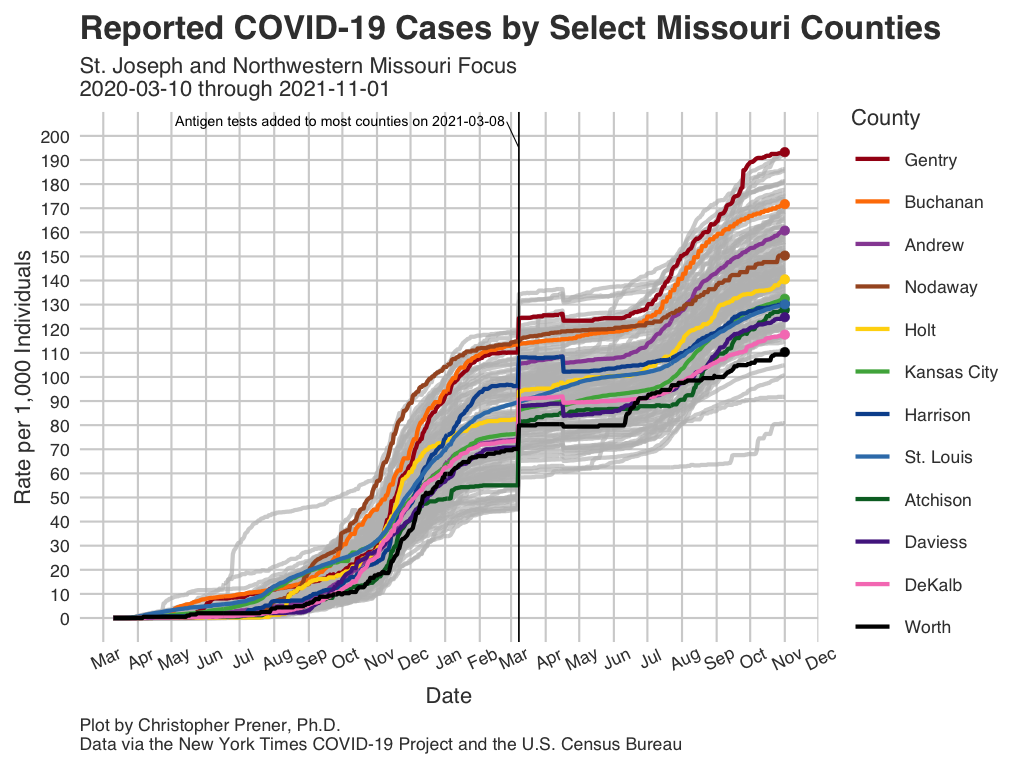 Reported COVID-19 Cases by Select Missouri Counties
St. Joseph and Northwestern Missouri Focus
2020-03-10 through 2021-11-01
Antigen tests added to most counties on 2021-03-08
County
Gentry
Buchanan
Andrew
Nodaway
Holt
Kansas City
Harrison
St. Louis
Atchison
Daviess
DeKalb
Worth
Rate per 1,000 Individuals
200
190
180
170
160
150
140
130
120
110
100
90
80
70
60
50
40
30
20
10
0
Mar Apr May Jun Jul Aug Sep Oct Nov Dec Jan Feb Mar Apr May Jun Jul Aug Sep Oct Nov Dec
Date
Plot by Christopher Prener, Ph.D.
Data via the New York Times COVID-19 Project and the U.S. Census Bureau